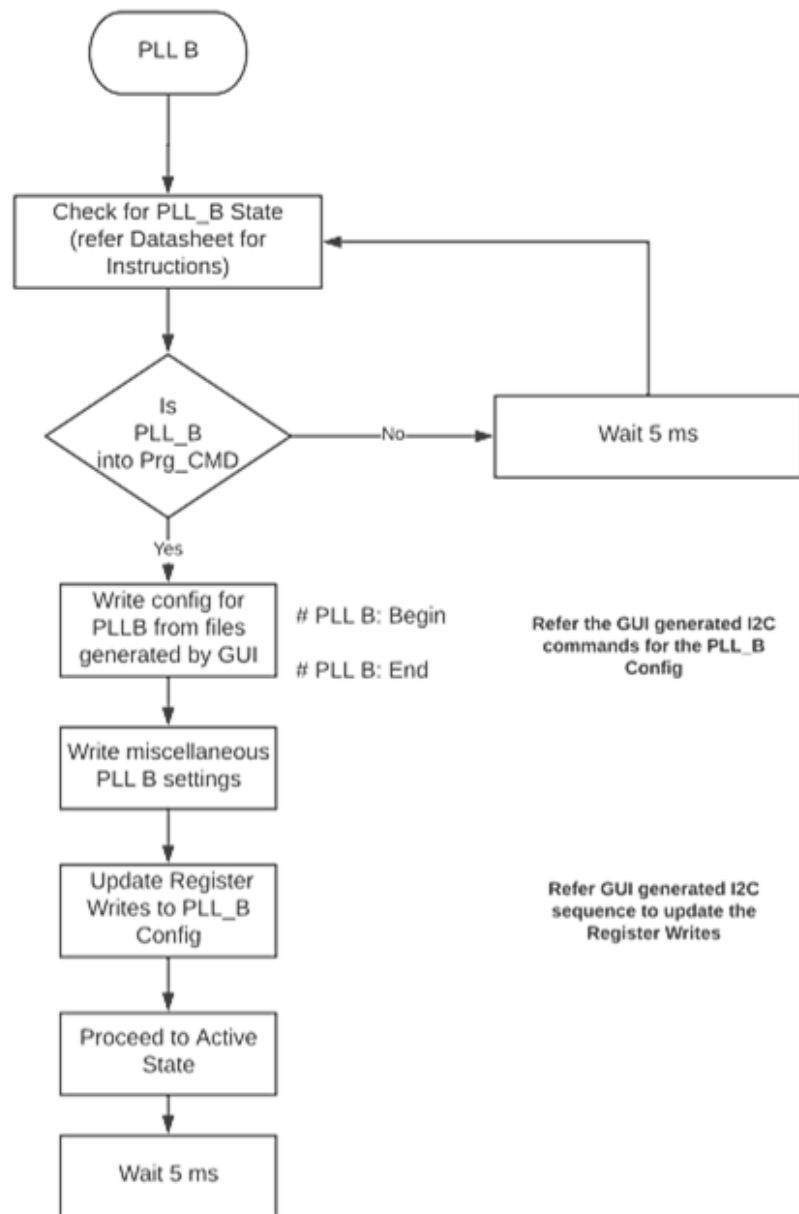 PLL B
Check for PLL_B State
(refer Datasheet for
Instructions)
Is
PLL_B
into Prg_CMD
No
Wait 5 ms
Yes
Write config for
PLLB from files
generated by GUI
# PLL B: Begin
# PLL B: End
Refer the GUI generated I2C
commands for the PLL_B
Config
Write miscellaneous
PLL B settings
Update Register
Writes to PLL_B
Config
Refer GUI generated I2C
sequence to update the
Register Writes
Proceed to Active
State
Wait 5 ms